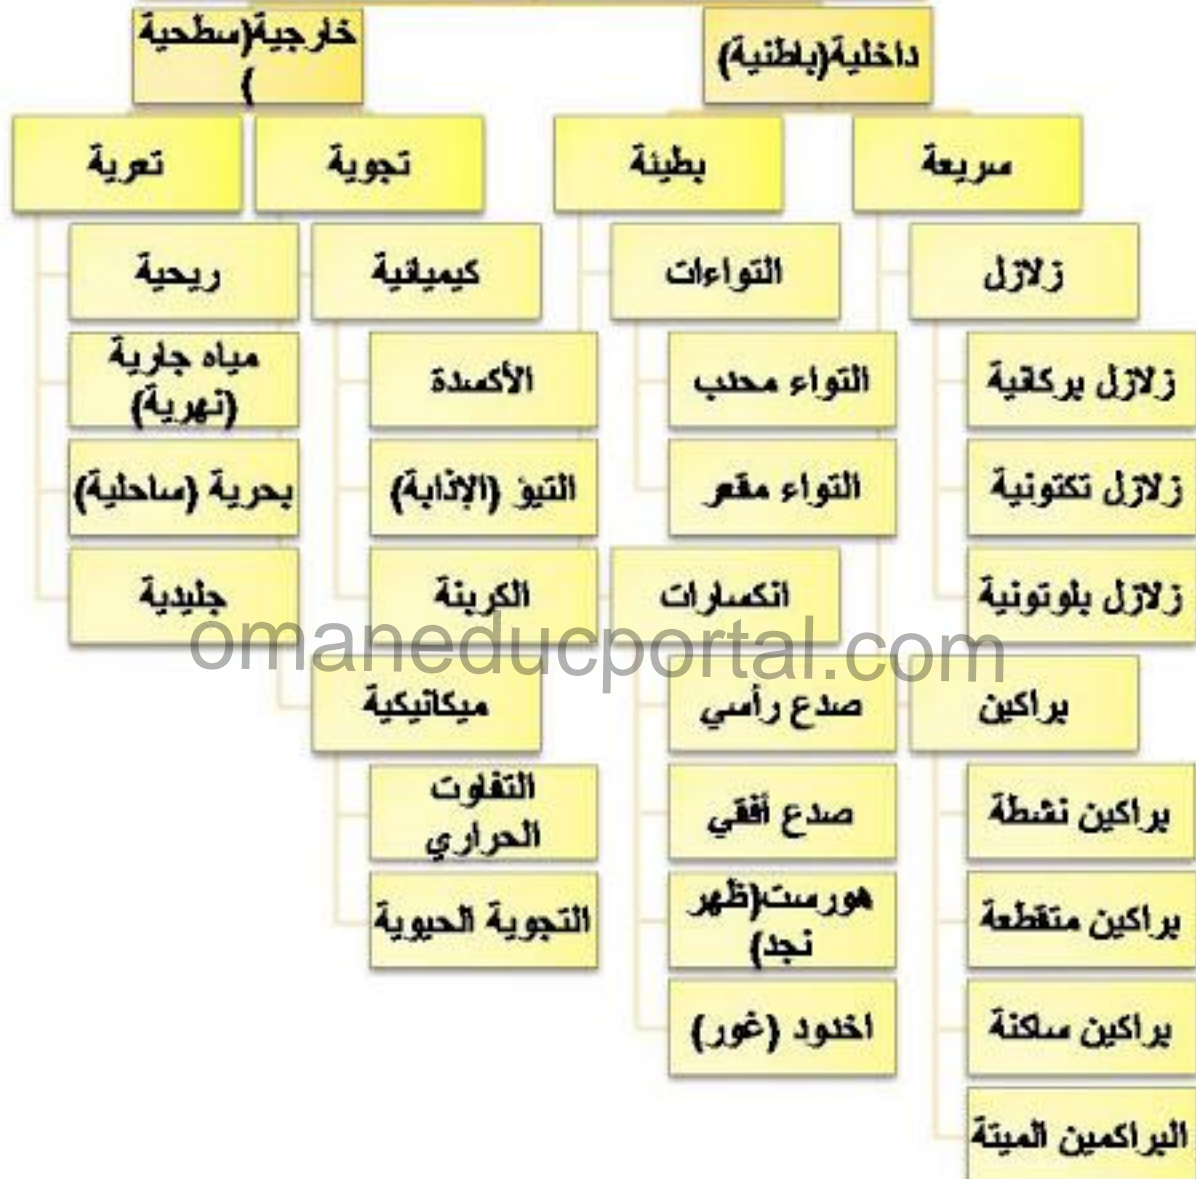 داخلية(باطنية)
خارجية(سطحية
)
سريعة
بطيئة
تجوية
تعرية
زلازل
التواءات
كيميائية
ريحية
زلازل بركانية
التواء محدب
الأكسدة
مياه جارية
(نهرية)
زلازل تكتونية
التواء مقعر
التميؤ (الإذابة)
بحرية (ساحلية)
زلازل بلوتونية
انكسارات
الكربنة
جليدية
omaneducportal.com
براكين
صدع رأسي
ميكانيكية
براكين نشطة
صدع أفقي
التفاوت
الحراري
براكين متقطعة
هورست(ظهر
نجد)
التجوية الحيوية
براكين ساكنة
اخدود (غور)
البراكمين الميتة